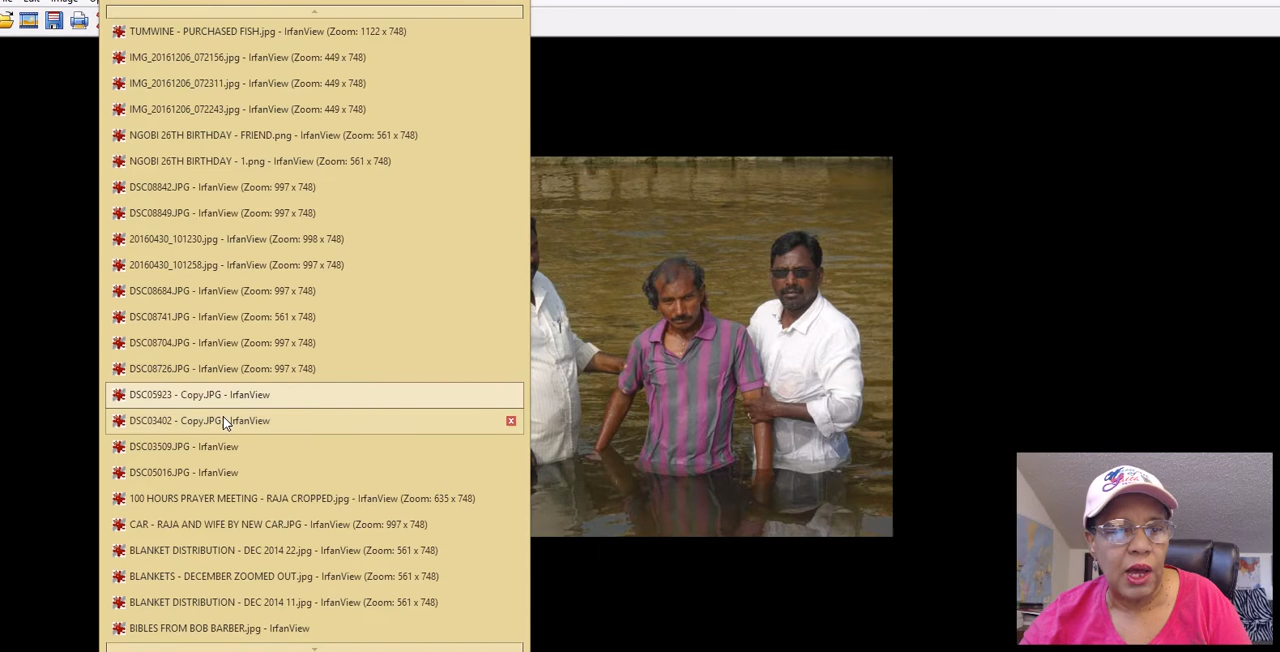 TUMWINE - PURCHASED FISH.jpg - IrfanView (Zoom: 1122 x 748)
IMG_20161206_072156.jpg - IrfanView (Zoom: 449 x 748)
IMG_20161206_072311.jpg - IrfanView (Zoom: 449 x 748)
IMG_20161206_072243.jpg - IrfanView (Zoom: 449 x 748)
NGOBI 26TH BIRTHDAY - FRIEND.png - IrfanView (Zoom: 561 x 748)
NGOBI 26TH BIRTHDAY - 1.png - IrfanView (Zoom: 561 x 748)
DSC08842.JPG - IrfanView (Zoom: 997 x 748)
DSC08849.JPG - IrfanView (Zoom: 997 x 748)
20160430_101230.jpg - IrfanView (Zoom: 998 x 748)
20160430_101258.jpg - IrfanView (Zoom: 997 x 748)
DSC08684.JPG - IrfanView (Zoom: 997 x 748)
DSC08741.JPG - IrfanView (Zoom: 561 x 748)
DSC08704.JPG - IrfanView (Zoom: 997 x 748)
DSC08726.JPG - IrfanView (Zoom: 997 x 748)
DSC05923 - Copy.JPG - IrfanView
DSC03402 - Copy.JPG - IrfanView
DSC03509.JPG - IrfanView
DSC05016.JPG - IrfanView
100 HOURS PRAYER MEETING - RAJA CROPPED.jpg - IrfanView (Zoom: 635 x 748)
CAR - RAJA AND WIFE BY NEW CAR.JPG - IrfanView (Zoom: 997 x 748)
BLANKET DISTRIBUTION - DEC 2014 22.jpg - IrfanView (Zoom: 561 x 748)
BLANKETS - DECEMBER ZOOMED OUT.jpg - IrfanView (Zoom: 561 x 748)
BLANKET DISTRIBUTION - DEC 2014 11.jpg - IrfanView (Zoom: 561 x 748)
BIBLES FROM BOB BARBER.jpg - IrfanView